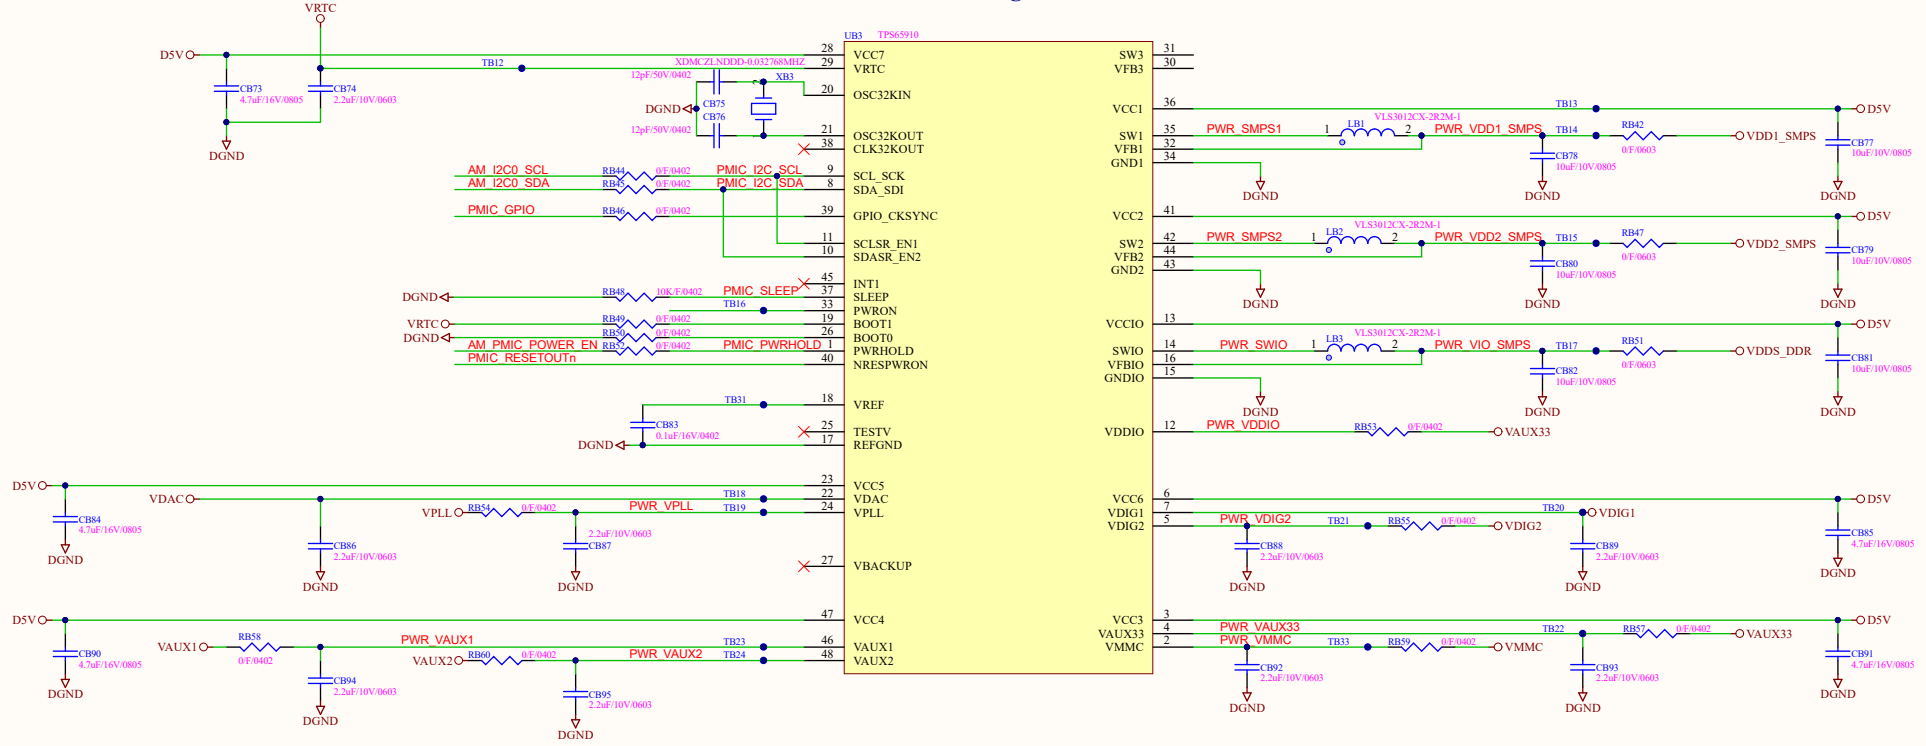 VRTC
D5V
CB73
4.7uF/16V/0805
CB74
2.2uF/10V/0603
DGND
TB12
XDMCZLNDDD-0.032768MHZ
12pF/50V/0402
XB3
2
DGND
CB75
CB76
12pF/50V/0402
AM_I2C0_SCL
RB44
0/F/0402
PMIC_I2C_SCL
AM_I2C0_SDA
RB45
0/F/0402
PMIC_I2C_SDA
PMIC_GPIO
RB46
0/F/0402
DGND
RB48
10K/F/0402
PMIC_SLEEP
TB16
VRTC
RB49
0/F/0402
DGND
RB50
0/F/0402
AM_PMIC_POWER_EN
RB52
0/F/0402
PMIC_PWRHOLD
PMIC_RESETOUTn
TB31
CB83
0.1uF/16V/0402
DGND
D5V
VDAC
TB18
VPLL
RB54
0/F/0402
PWR_VPLL
TB19
CB84
4.7uF/16V/0805
DGND
CB86
2.2uF/10V/0603
DGND
2.2uF/10V/0603
CB87
DGND
D5V
CB90
4.7uF/16V/0805
DGND
VAUX1
RB58
0/F/0402
PWR_VAUX1
TB23
VAUX2
RB60
0/F/0402
PWR_VAUX2
TB24
CB94
2.2uF/10V/0603
DGND
CB95
2.2uF/10V/0603
DGND
UB3
TPS65910
28 VCC7
29 VRTC
20 OSC32KIN
21 OSC32KOUT
38 CLK32KOUT
9 SCL_SCK
8 SDA_SDI
39 GPIO_CKSYNC
11 SCLSR_EN1
10 SDASR_EN2
45 INT1
37 SLEEP
33 PWRON
19 BOOT1
26 BOOT0
1 PWRHOLD
40 NRESPWRON
18 VREF
25 TESTV
17 REFGND
23 VCC5
22 VDAC
24 VPLL
27 VBACKUP
47 VCC4
46 VAUX1
48 VAUX2
SW3 31
VFB3 30
VCC1 36
SW1 35
VFB1 32
GND1 34
VCC2 41
SW2 42
VFB2 44
GND2 43
VCCIO 13
SWIO 14
VFBIO 16
GNDIO 15
VDDIO 12
VCC6 6
VDIG1 7
VDIG2 5
VCC3 3
VAUX33 4
VMMC 2
TB13
D5V
PWR_SMPS1
1
LB1
2
VLS3012CX-2R2M-1
PWR_VDD1_SMPS
TB14
RB42
0/F/0603
VDD1_SMPS
CB77
10uF/10V/0805
DGND
CB78
10uF/10V/0805
DGND
DGND
D5V
PWR_SMPS2
1
LB2
2
VLS3012CX-2R2M-1
PWR_VDD2_SMPS
TB15
RB47
0/F/0603
VDD2_SMPS
CB79
10uF/10V/0805
DGND
CB80
10uF/10V/0805
DGND
DGND
D5V
PWR_SWIO
1
LB3
2
VLS3012CX-2R2M-1
PWR_VIO_SMPS
TB17
RB51
0/F/0603
VDDS_DDR
CB81
10uF/10V/0805
DGND
CB82
10uF/10V/0805
DGND
DGND
PWR_VDDIO
RB53
0/F/0402
VAUX33
D5V
TB20
VDIG1
PWR_VDIG2
TB21
RB55
0/F/0402
VDIG2
CB88
2.2uF/10V/0603
DGND
CB89
2.2uF/10V/0603
DGND
CB85
4.7uF/16V/0805
DGND
D5V
PWR_VAUX33
TB22
RB57
0/F/0402
VAUX33
PWR_VMMC
TB33
RB59
0/F/0402
VMMC
CB92
2.2uF/10V/0603
DGND
CB93
2.2uF/10V/0603
DGND
CB91
4.7uF/16V/0805
DGND